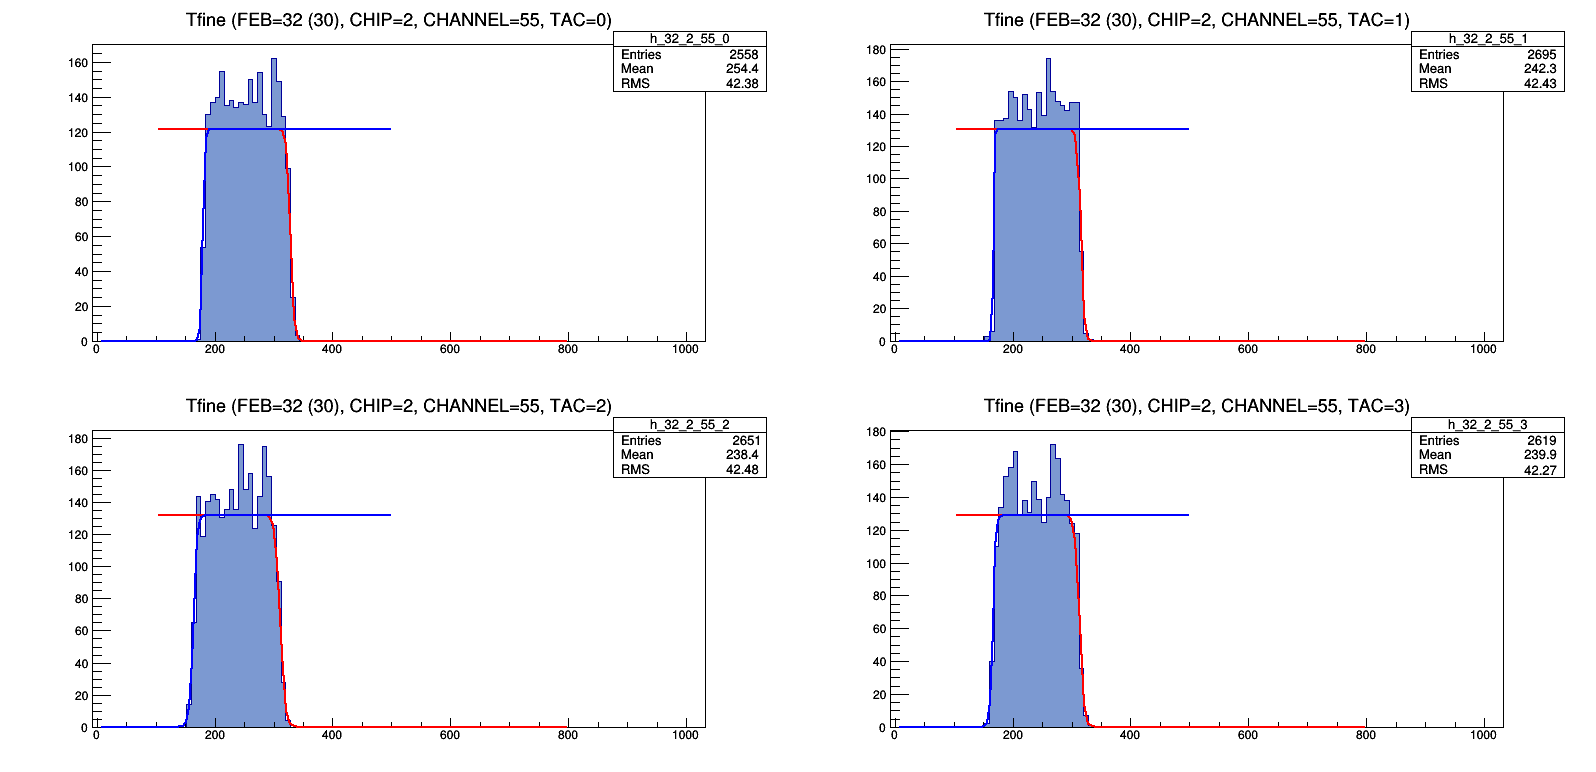 Tfine (FEB=32 (30), CHIP=2, CHANNEL=55, TAC=0)
h_32_2_55_0
Entries 2558
Mean 254.4
RMS 42.38
160
140
120
100
80
60
40
20
0
0 200 400 600 800 1000
Tfine (FEB=32 (30), CHIP=2, CHANNEL=55, TAC=1)
h_32_2_55_1
Entries 2695
Mean 242.3
RMS 42.43
180
160
140
120
100
80
60
40
20
0
0 200 400 600 800 1000
Tfine (FEB=32 (30), CHIP=2, CHANNEL=55, TAC=2)
h_32_2_55_2
Entries 2651
Mean 238.4
RMS 42.48
180
160
140
120
100
80
60
40
20
0
0 200 400 600 800 1000
Tfine (FEB=32 (30), CHIP=2, CHANNEL=55, TAC=3)
h_32_2_55_3
Entries 2619
Mean 239.9
RMS 42.27
180
160
140
120
100
80
60
40
20
0
0 200 400 600 800 1000